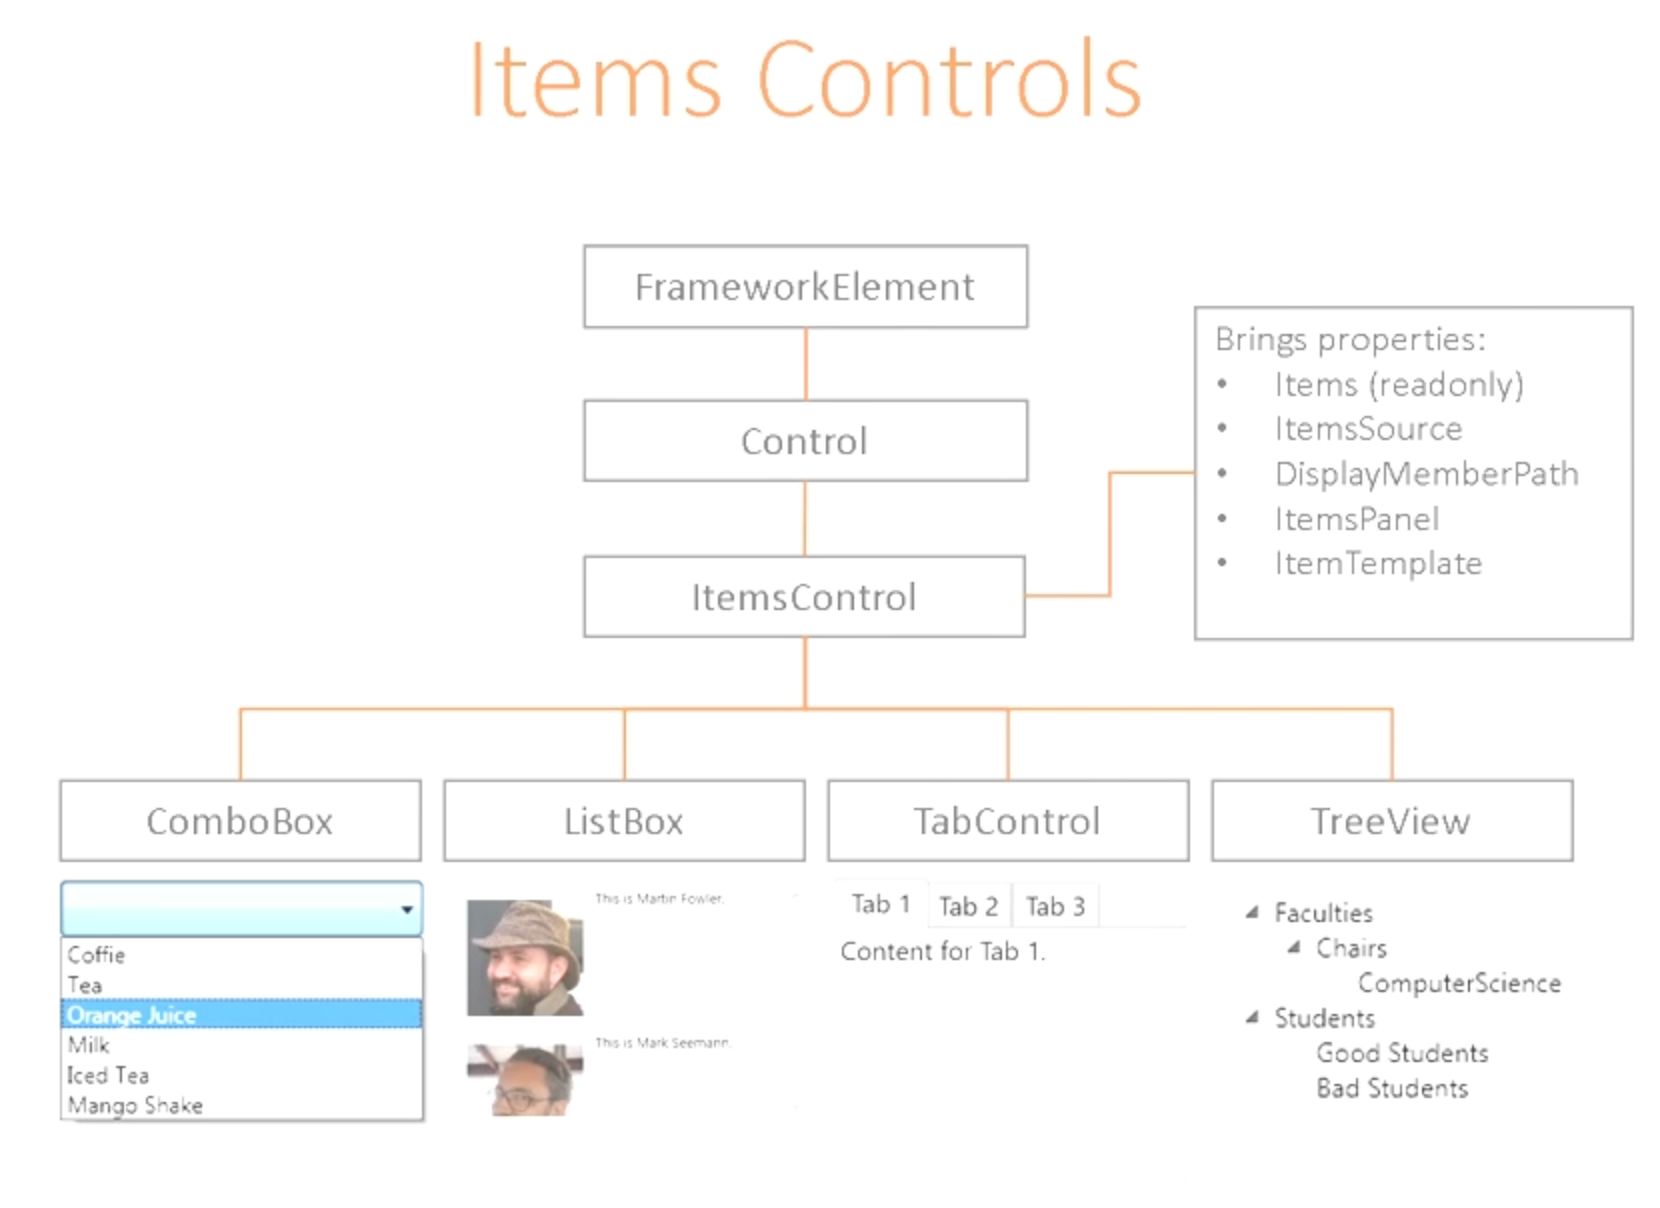 Items Controls
FrameworkElement
Control
ItemsControl
Brings properties:
• Items (readonly)
• ItemsSource
• DisplayMemberPath
• ItemsPanel
• ItemTemplate
ComboBox
ListBox
TabControl
TreeView
Coffie
Tea
Orange Juice
Milk
Iced Tea
Mango Shake
This is Martin Fowler.
This is Mark Seemann.
Tab 1 Tab 2 Tab 3
Content for Tab 1.
Faculties
Chairs
ComputerScience
Students
Good Students
Bad Students